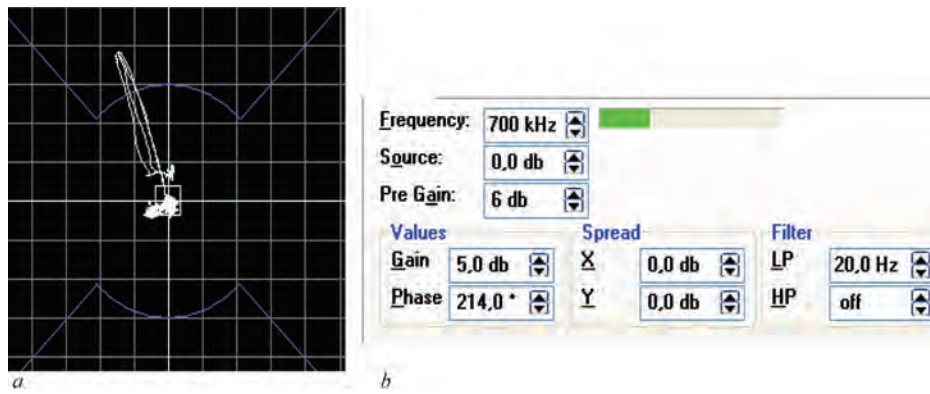 Frequency: 700 kHz
Source: 0,0 db
Pre Gain: 6 db
Values Spread Filter
Gain 5,0 db X 0,0 db LP 20,0 Hz
Phase 214,0 ° Y 0,0 db HP off
a b